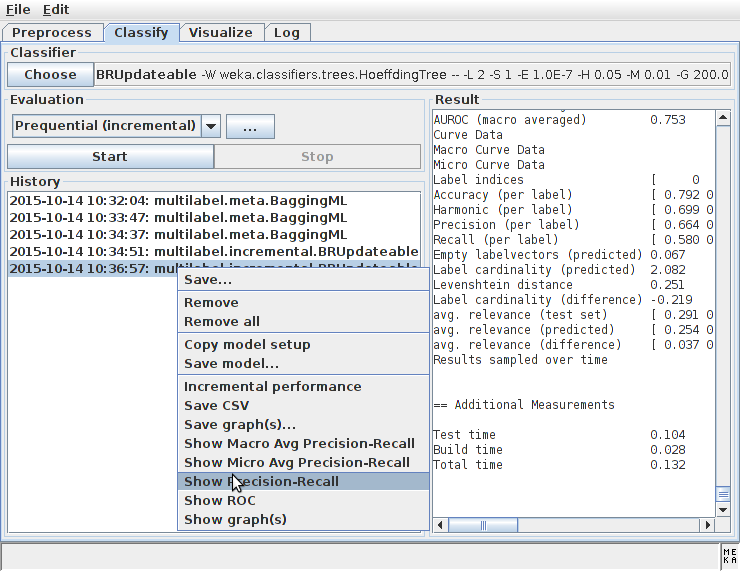 File Edit
Preprocess Classify Visualize Log
Classifier
Choose BRUpdateable -W weka.classifiers.trees.HoeffdingTree -- -L 2 -S 1 -E 1.0E-7 -H 0.05 -M 0.01 -G 200.0
Evaluation
Prequential (incremental) ...
Start Stop
History
2015-10-14 10:32:04: multilabel.meta.BaggingML
2015-10-14 10:33:47: multilabel.meta.BaggingML
2015-10-14 10:34:37: multilabel.meta.BaggingML
2015-10-14 10:34:51: multilabel.incremental.BRUpdateable
2015-10-14 10:36:57: multilabel.incremental.BRUpdateable
Save...
Remove
Remove all
Copy model setup
Save model...
Incremental performance
Save CSV
Save graph(s)...
Show Macro Avg Precision-Recall
Show Micro Avg Precision-Recall
Show Precision-Recall
Show ROC
Show graph(s)
Result
AUROC (macro averaged) 0.753
Curve Data
Macro Curve Data
Micro Curve Data
Label indices [ 0
Accuracy (per label) [ 0.792 0
Harmonic (per label) [ 0.699 0
Precision (per label) [ 0.664 0
Recall (per label) [ 0.580 0
Empty labelvectors (predicted) 0.067
Label cardinality (predicted) 2.082
Levenshtein distance 0.251
Label cardinality (difference) -0.219
avg. relevance (test set) [ 0.291 0
avg. relevance (predicted) [ 0.254 0
avg. relevance (difference) [ 0.037 0
Results sampled over time
== Additional Measurements
Test time 0.104
Build time 0.028
Total time 0.132
ME
KA